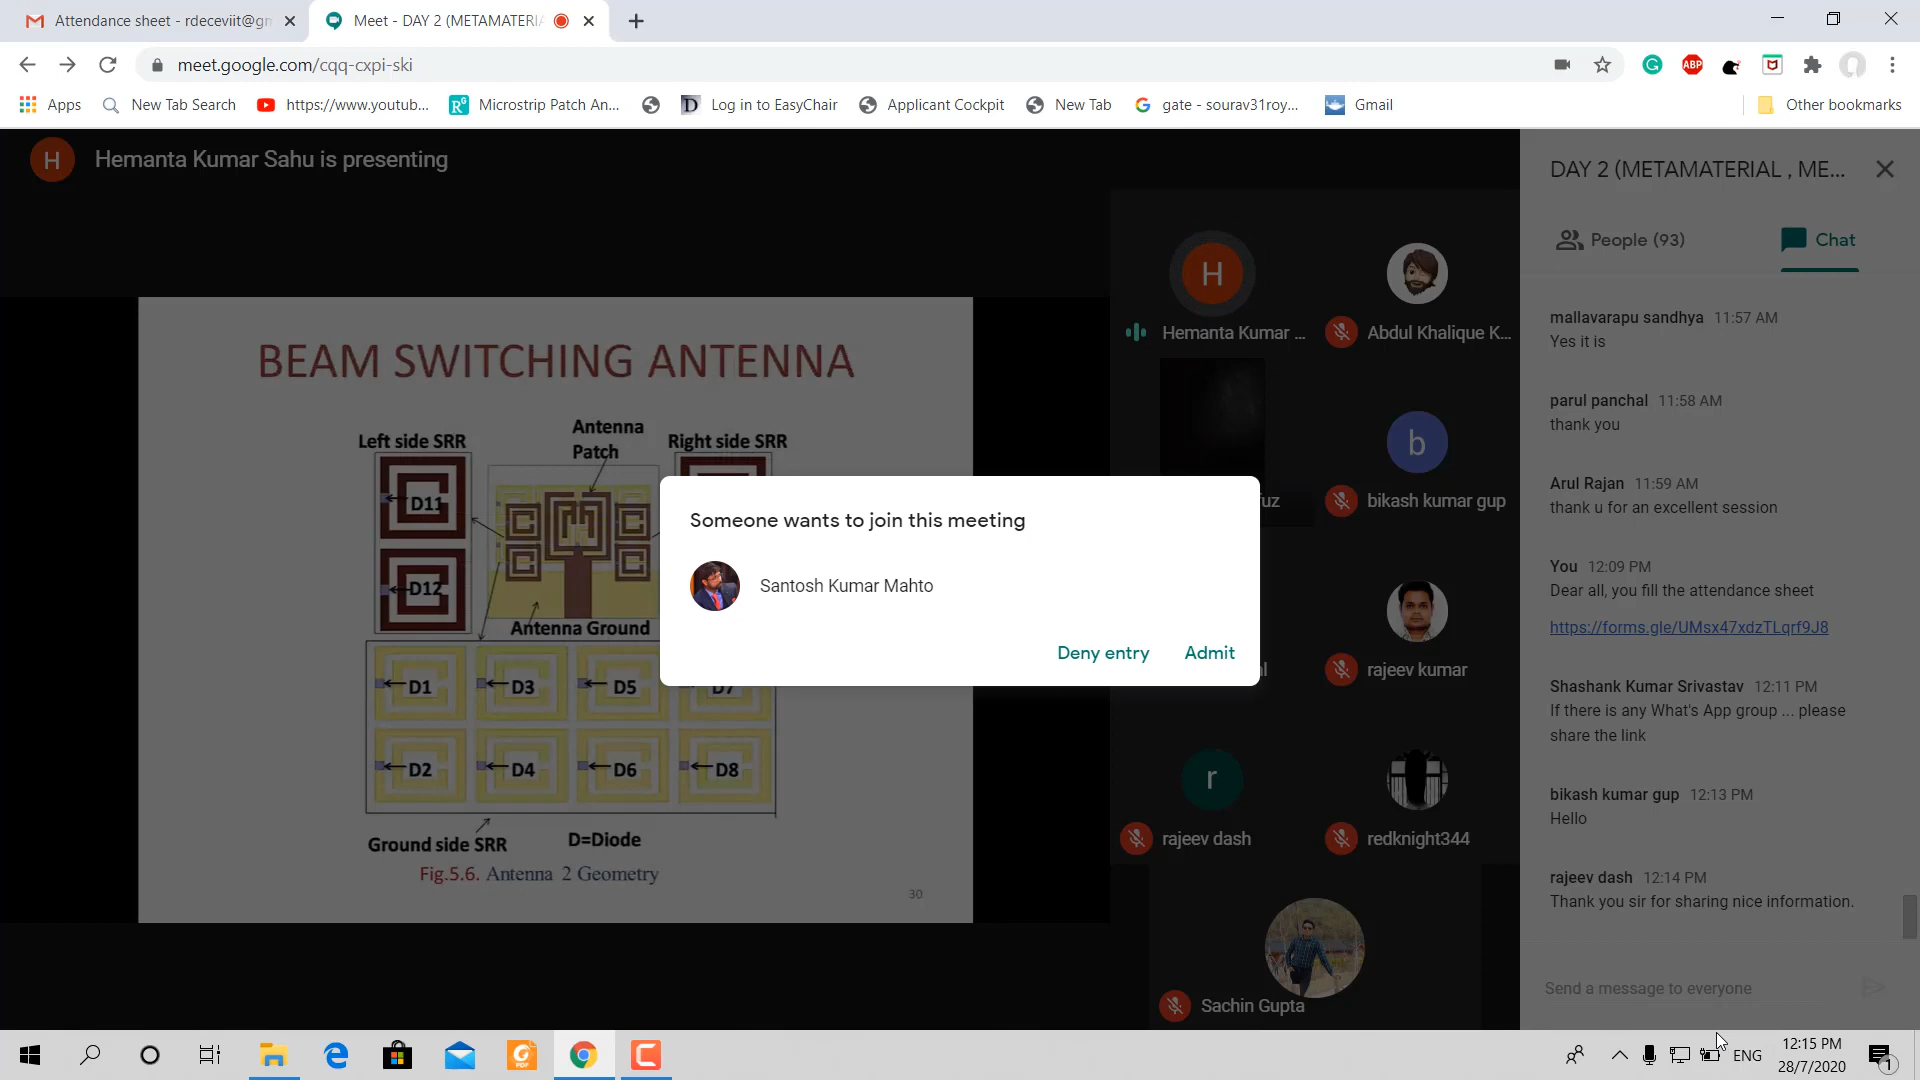 Attendance sheet - rdeceviit@gm
Meet - DAY 2 (METAMATERIA
meet.google.com/cqq-cxpi-ski
ABP
Apps
New Tab Search
https://www.youtub...
Microstrip Patch An...
Log in to EasyChair
Applicant Cockpit
New Tab
gate - sourav31roy...
Gmail
Other bookmarks
H
Hemanta Kumar Sahu is presenting
DAY 2 (METAMATERIAL , ME...
People (93)
Chat
BEAM SWITCHING ANTENNA
Left side SRR
Antenna
Patch
Right side SRR
D11
D12
Antenna Ground
D1
D3
D5
D7
D2
D4
D6
D8
Ground side SRR
D=Diode
Fig.5.6. Antenna 2 Geometry
30
Someone wants to join this meeting
Santosh Kumar Mahto
Deny entry
Admit
H
Hemanta Kumar ...
Abdul Khalique K...
fuz
b
bikash kumar gup
rajeev kumar
r
rajeev dash
redknight344
Sachin Gupta
mallavarapu sandhya 11:57 AM
Yes it is
parul panchal 11:58 AM
thank you
Arul Rajan 11:59 AM
thank u for an excellent session
You 12:09 PM
Dear all, you fill the attendance sheet
https://forms.gle/UMsx47xdzTLqrf9J8
Shashank Kumar Srivastav 12:11 PM
If there is any What's App group ... please
share the link
bikash kumar gup 12:13 PM
Hello
rajeev dash 12:14 PM
Thank you sir for sharing nice information.
Send a message to everyone
ENG
12:15 PM
28/7/2020
1